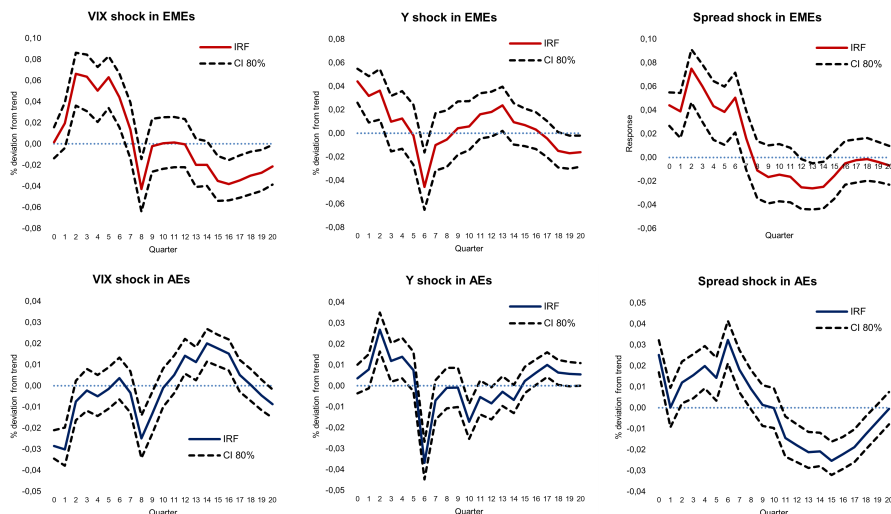 VIX shock in EMEs
% deviation from trend
0,10
0,08
0,06
0,04
0,02
0,00
-0,02
-0,04
-0,06
-0,08
IRF
CI 80%
0 1 2 3 4 5 6 7 8 9 10 11 12 13 14 15 16 17 18 19 20
Quarter
Y shock in EMEs
% deviation from trend
0,08
0,06
0,04
0,02
0,00
-0,02
-0,04
-0,06
-0,08
IRF
CI 80%
0 1 2 3 4 5 6 7 8 9 10 11 12 13 14 15 16 17 18 19 20
Quarter
Spread shock in EMEs
Response
0,10
0,08
0,06
0,04
0,02
0,00
-0,02
-0,04
-0,06
IRF
CI 80%
0 1 2 3 4 5 6 7 8 9 10 11 12 13 14 15 16 17 18 19 20
Quarter
VIX shock in AEs
% deviation from trend
0,04
0,03
0,02
0,01
0,00
-0,01
-0,02
-0,03
-0,04
-0,05
IRF
CI 80%
0 1 2 3 4 5 6 7 8 9 10 11 12 13 14 15 16 17 18 19 20
Quarter
Y shock in AEs
% deviation from trend
0,04
0,03
0,02
0,01
0,00
-0,01
-0,02
-0,03
-0,04
-0,05
IRF
CI 80%
0 1 2 3 4 5 6 7 8 9 10 11 12 13 14 15 16 17 18 19 20
Quarter
Spread shock in AEs
% deviation from trend
0,05
0,04
0,03
0,02
0,01
0,00
-0,01
-0,02
-0,03
-0,04
IRF
CI 80%
0 1 2 3 4 5 6 7 8 9 10 11 12 13 14 15 16 17 18 19 20
Quarter